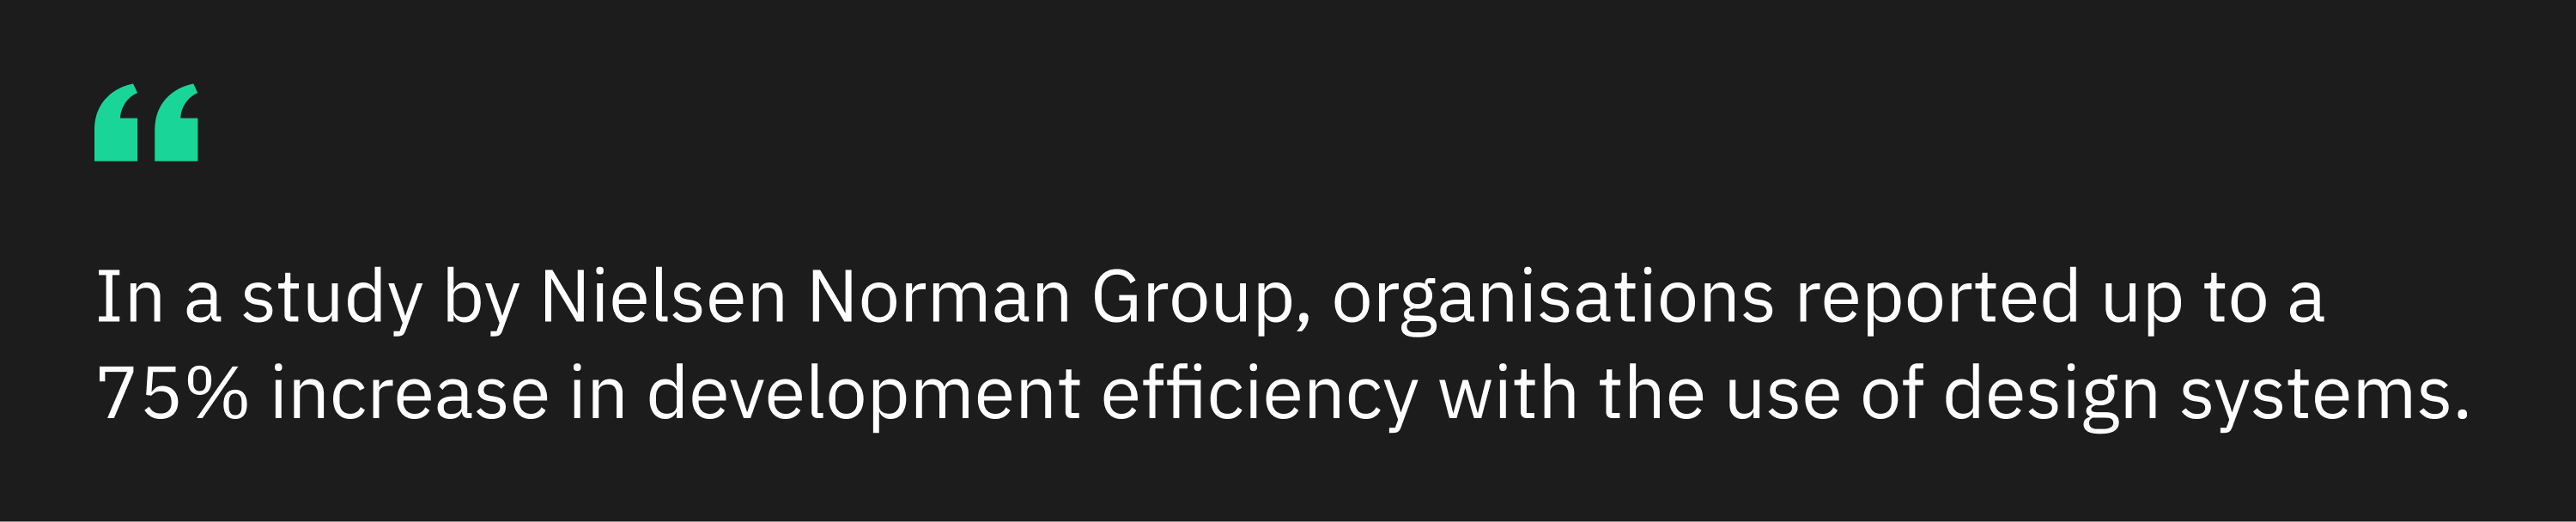 “
In a study by Nielsen Norman Group, organisations reported up to a
75% increase in development efficiency with the use of design systems.